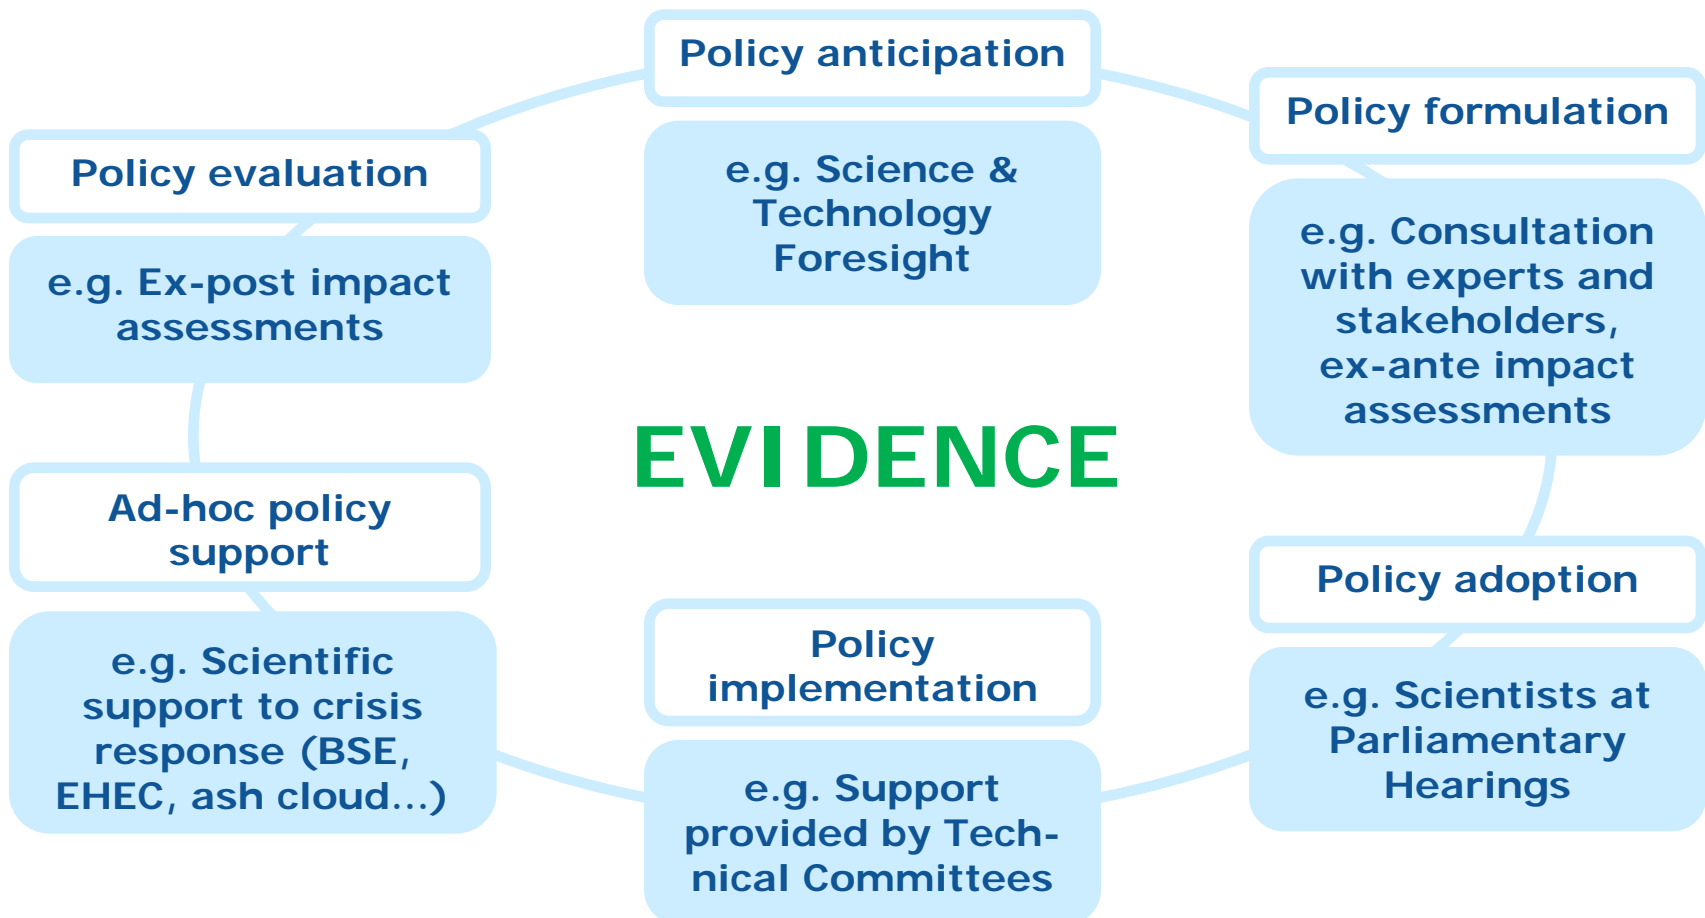 Policy anticipation
e.g. Science &
Technology
Foresight
Policy formulation
e.g. Consultation
with experts and
stakeholders,
ex-ante impact
assessments
Policy adoption
e.g. Scientists at
Parliamentary
Hearings
Policy
implementation
e.g. Support
provided by Tech-
nical Committees
Ad-hoc policy
support
e.g. Scientific
support to crisis
response (BSE,
EHEC, ash cloud...)
Policy evaluation
e.g. Ex-post impact
assessments
EVIDENCE